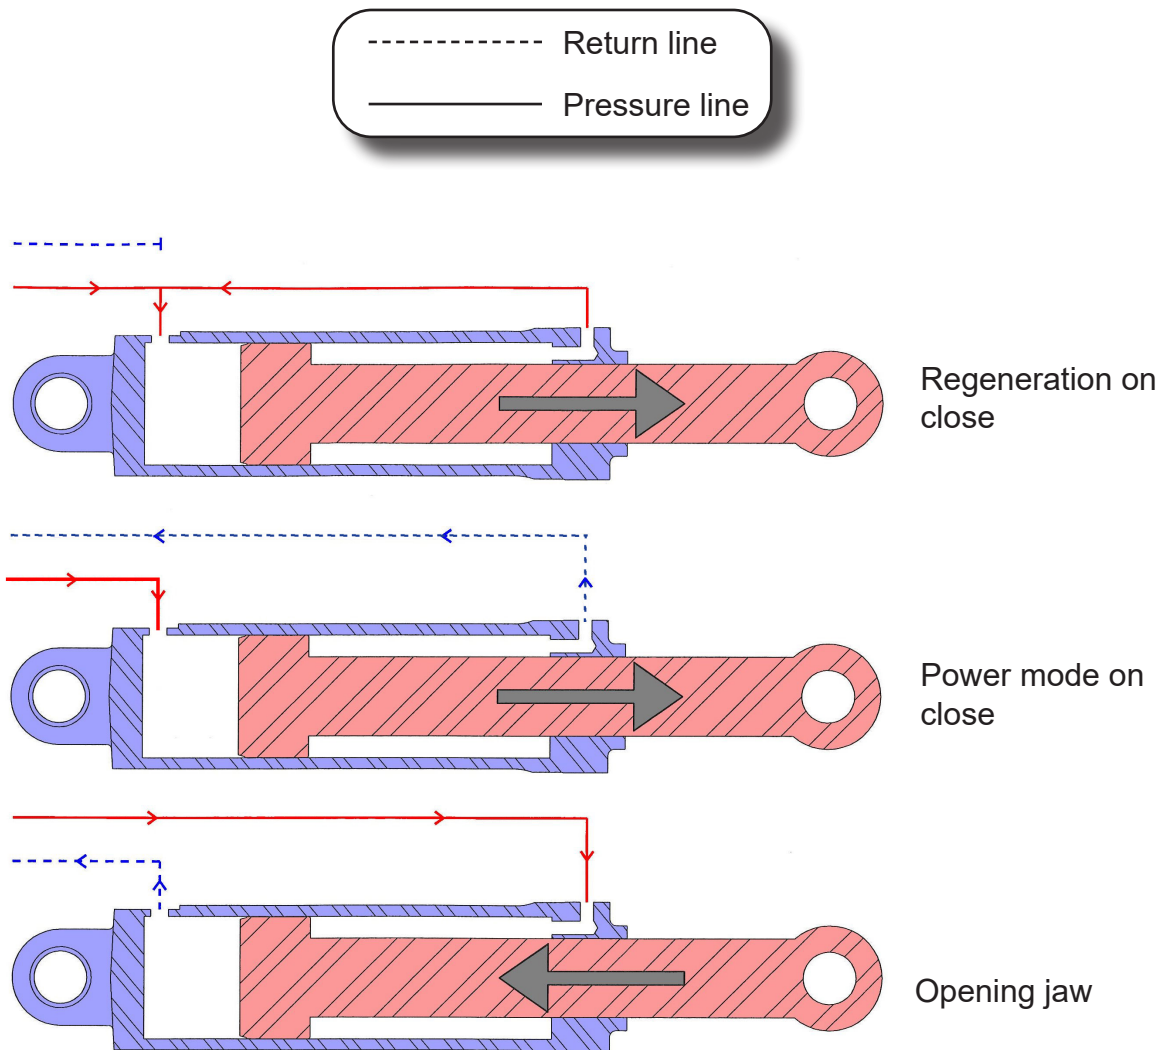 Return line
Pressure line
Regeneration on
close
Power mode on
close
Opening jaw